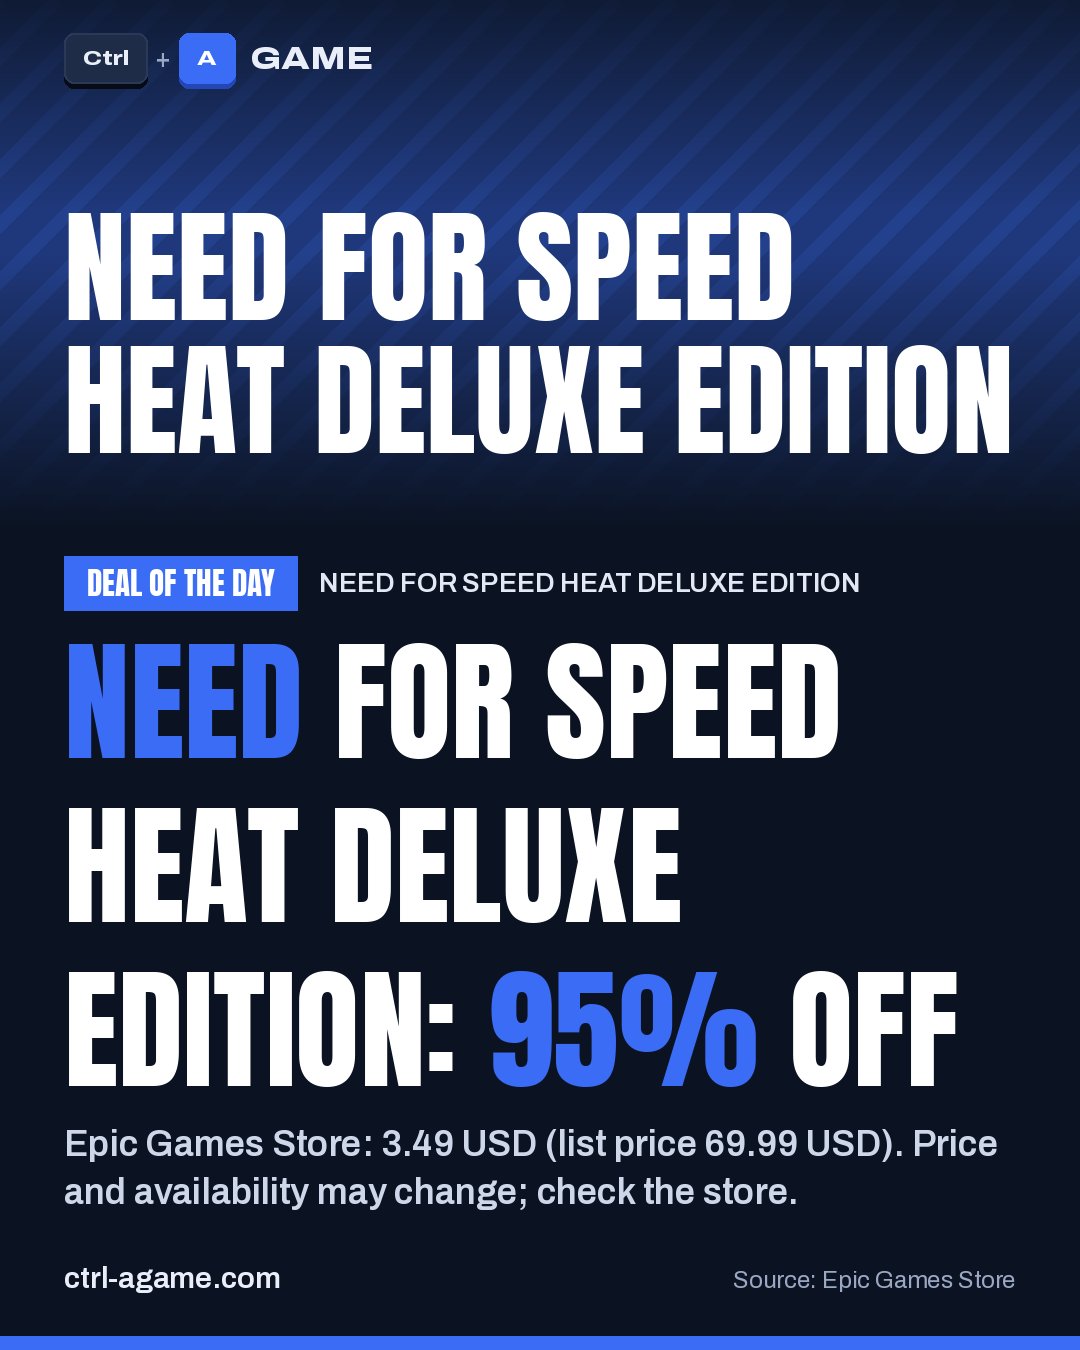 Ctrl + A GAME
NEED FOR SPEED
HEAT DELUXE EDITION
DEAL OF THE DAY NEED FOR SPEED HEAT DELUXE EDITION
NEED FOR SPEED
HEAT DELUXE
EDITION: 95% OFF
Epic Games Store: 3.49 USD (list price 69.99 USD). Price
and availability may change; check the store.
ctrl-agame.com Source: Epic Games Store